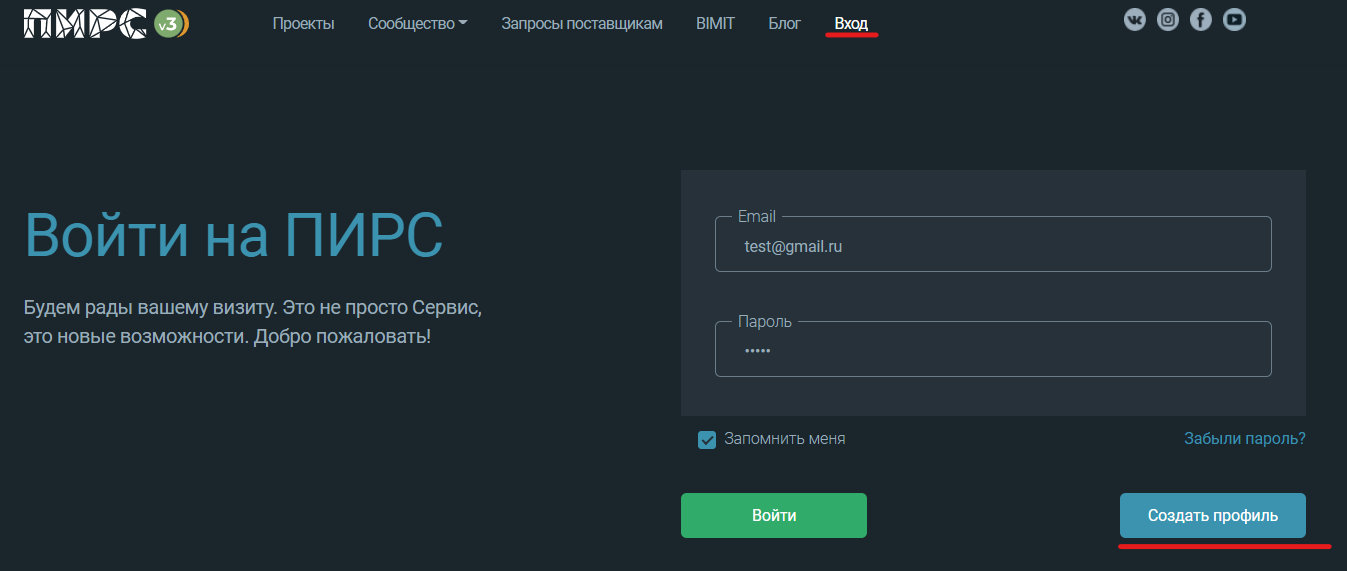 ПИРС v3
Проекты Сообщество Запросы поставщикам BIMIT Блог Вход
Войти на ПИРС
Будем рады вашему визиту. Это не просто Сервис,
это новые возможности. Добро пожаловать!
Email
test@gmail.ru
Пароль
•••••
Запомнить меня
Забыли пароль?
Войти
Создать профиль